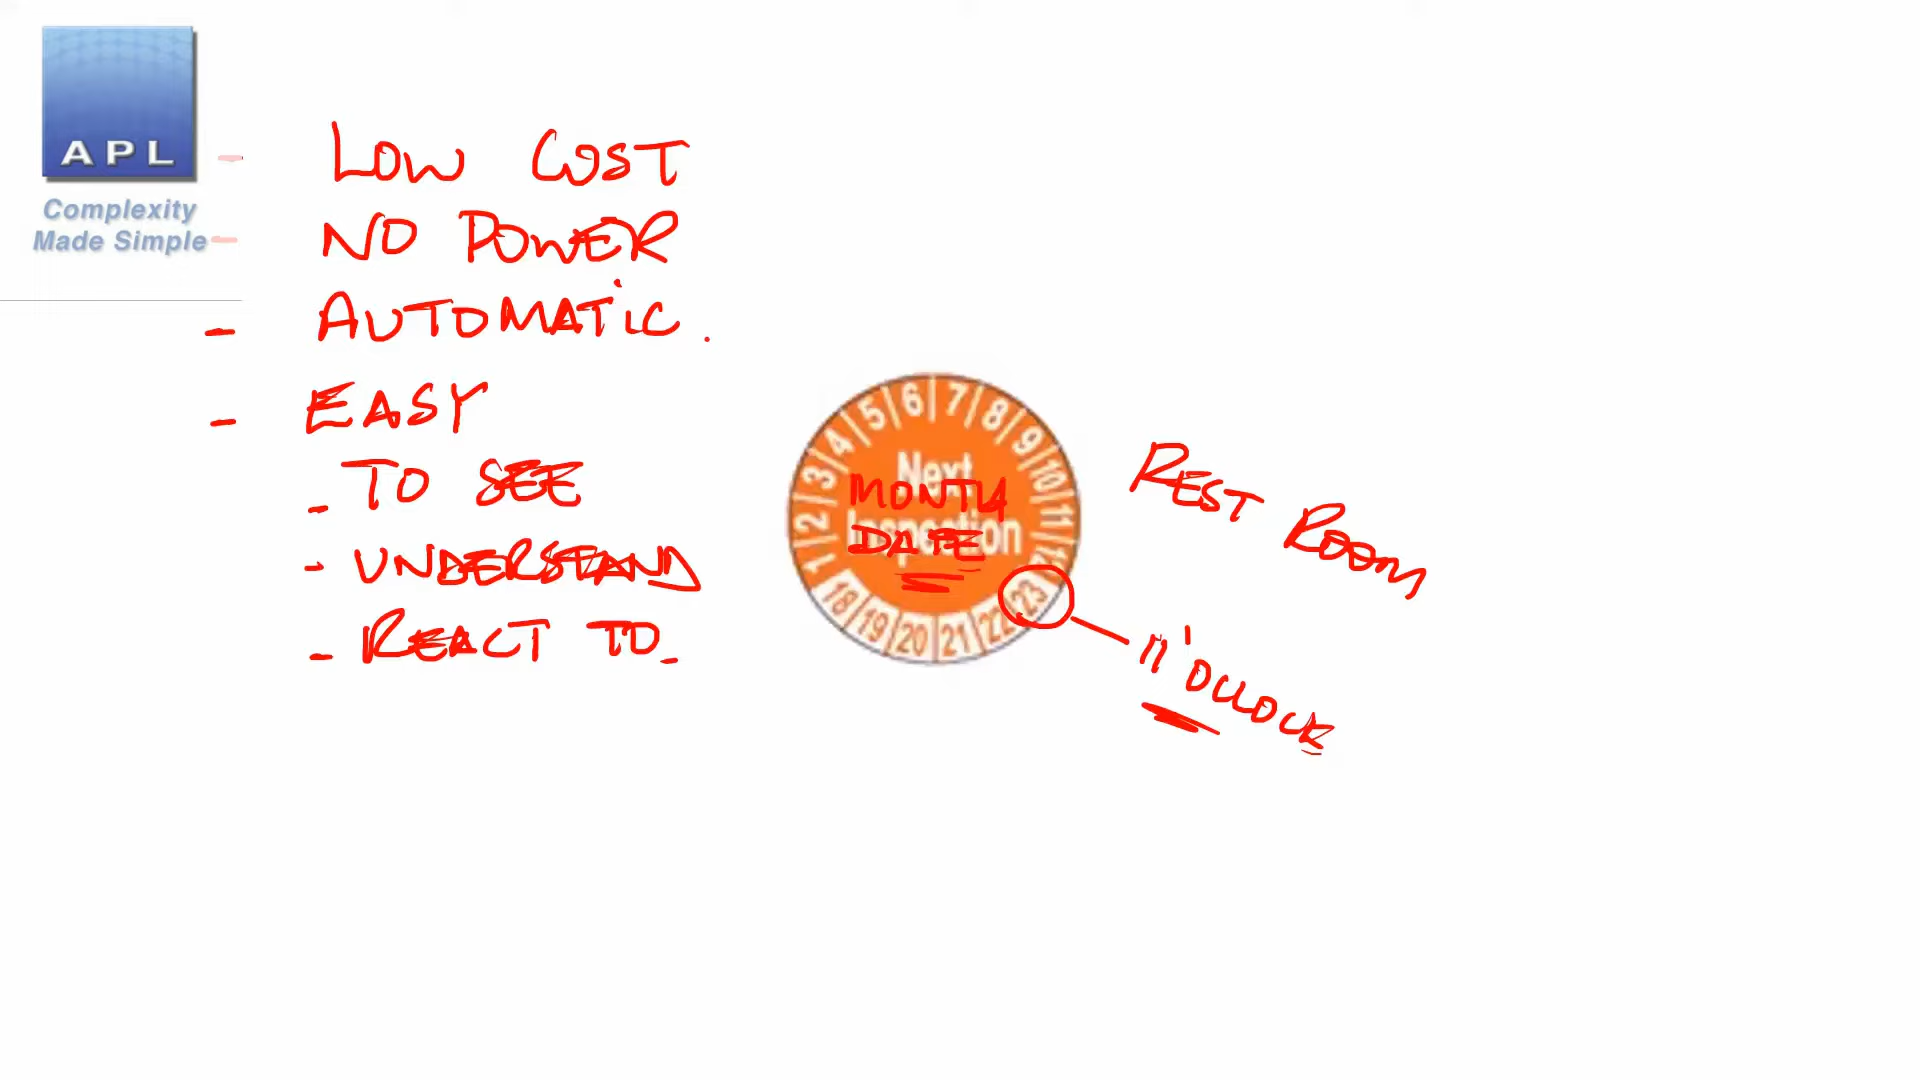 APL
Complexity
Made Simple
- LOW COST
- NO POWER
- AUTOMATIC.
- EASY
- TO SEE
- UNDERSTAND
- REACT TO
1 2 3 4 5 6 7 8 9 10 11 12
Next
Inspection
MONTH
DATE
18 19 20 21 22 23
REST ROOM
11'OCLOCK